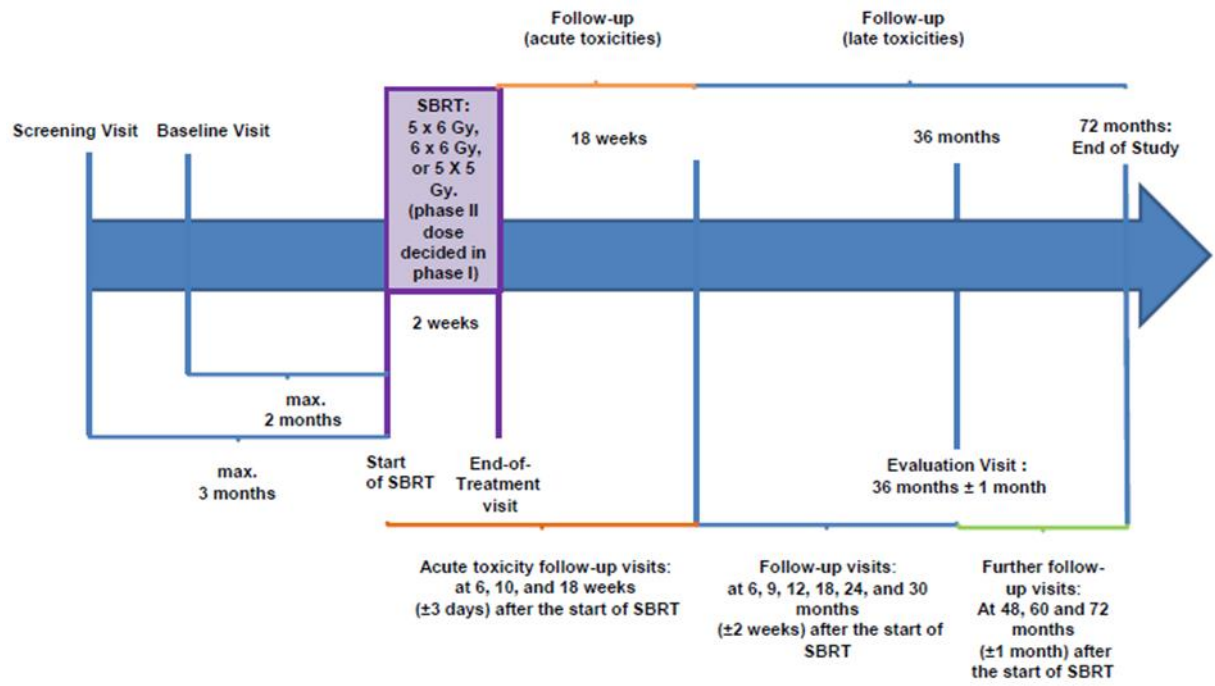 Follow-up
(acute toxicities)
Follow-up
(late toxicities)
Screening Visit
Baseline Visit
SBRT:
5 x 6 Gy,
6 x 6 Gy,
or 5 X 5
Gy.
(phase II
dose
decided in
phase I)
18 weeks
36 months
72 months:
End of Study
2 weeks
max.
2 months
max.
3 months
Start
of SBRT
End-of-
Treatment
visit
Evaluation Visit :
36 months ± 1 month
Acute toxicity follow-up visits:
at 6, 10, and 18 weeks
(±3 days) after the start of SBRT
Follow-up visits:
at 6, 9, 12, 18, 24, and 30
months
(±2 weeks) after the start of
SBRT
Further follow-
up visits:
At 48, 60 and 72
months
(±1 month) after
the start of SBRT